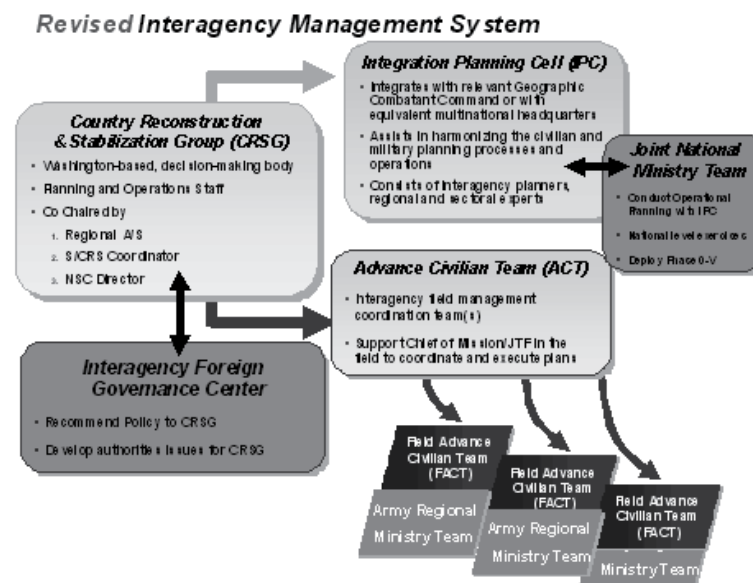 Revised Interagency Management System
Integration Planning Cell (IPC)
• Integrates with relevant Geographic
Combatant Command or with
equivalent multinational headquarters
• Assists in harmonizing the civilian and
military planning processes and
operations
• Consists of interagency planners,
regional and sectoral experts
Country Reconstruction
& Stabilization Group (CRSG)
• Washington-based, decision-making body
• Planning and Operations Staff
• Co Chaired by
1. Regional A/S
2. S/CRS Coordinator
3. NSC Director
Joint National
Ministry Team
• Conduct Operational
Planning with IPC
• National level services
• Deploy Phase 0-V
Advance Civilian Team (ACT)
• Interagency field management
coordination team(s)
• Support Chief of Mission/JTF in the
field to coordinate and execute plans
Interagency Foreign
Governance Center
• Recommend Policy to CRSG
• Develop authorities issues for CRSG
Field Advance
Civilian Team
(FACT)
Army Regional
Ministry Team
Field Advance
Civilian Team
(FACT)
Army Regional
Ministry Team
Field Advance
Civilian Team
(FACT)
Ministry Team